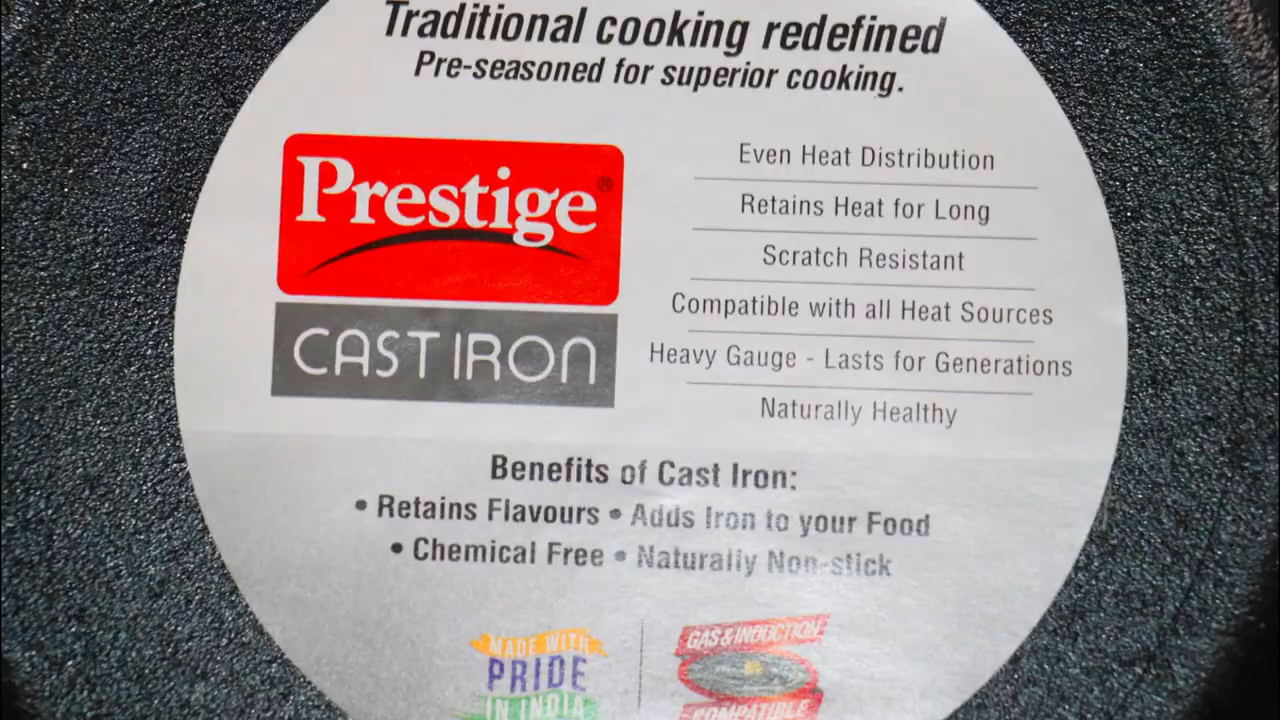 Traditional cooking redefined
Pre-seasoned for superior cooking.
Prestige®
CAST IRON
Even Heat Distribution
Retains Heat for Long
Scratch Resistant
Compatible with all Heat Sources
Heavy Gauge - Lasts for Generations
Naturally Healthy
Benefits of Cast Iron:
• Retains Flavours • Adds Iron to your Food
• Chemical Free • Naturally Non-stick
MADE WITH
PRIDE
IN INDIA
GAS & INDUCTION
COMPATIBLE